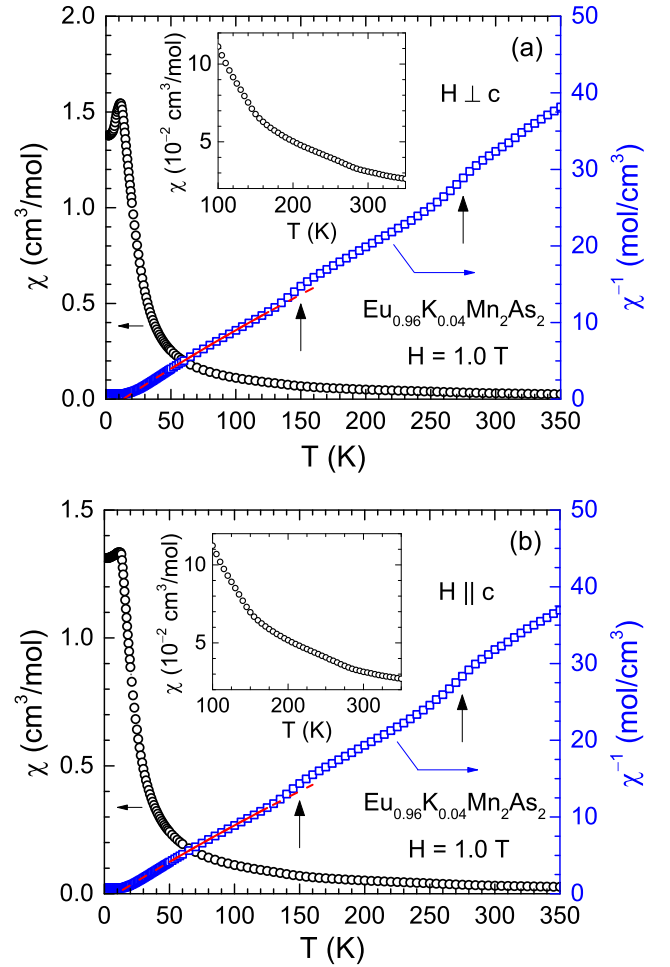 2.0
1.5
1.0
0.5
0.0
χ (cm³/mol)
0 50 100 150 200 250 300 350
T (K)
50
40
30
20
10
0
χ⁻¹ (mol/cm³)
(a)
H ⊥ c
10
5
χ (10⁻² cm³/mol)
100 200 300
T (K)
Eu₀.₉₆K₀.₀₄Mn₂As₂
H = 1.0 T
1.5
1.0
0.5
0.0
χ (cm³/mol)
0 50 100 150 200 250 300 350
T (K)
50
40
30
20
10
0
χ⁻¹ (mol/cm³)
(b)
H || c
10
5
χ (10⁻² cm³/mol)
100 200 300
T (K)
Eu₀.₉₆K₀.₀₄Mn₂As₂
H = 1.0 T